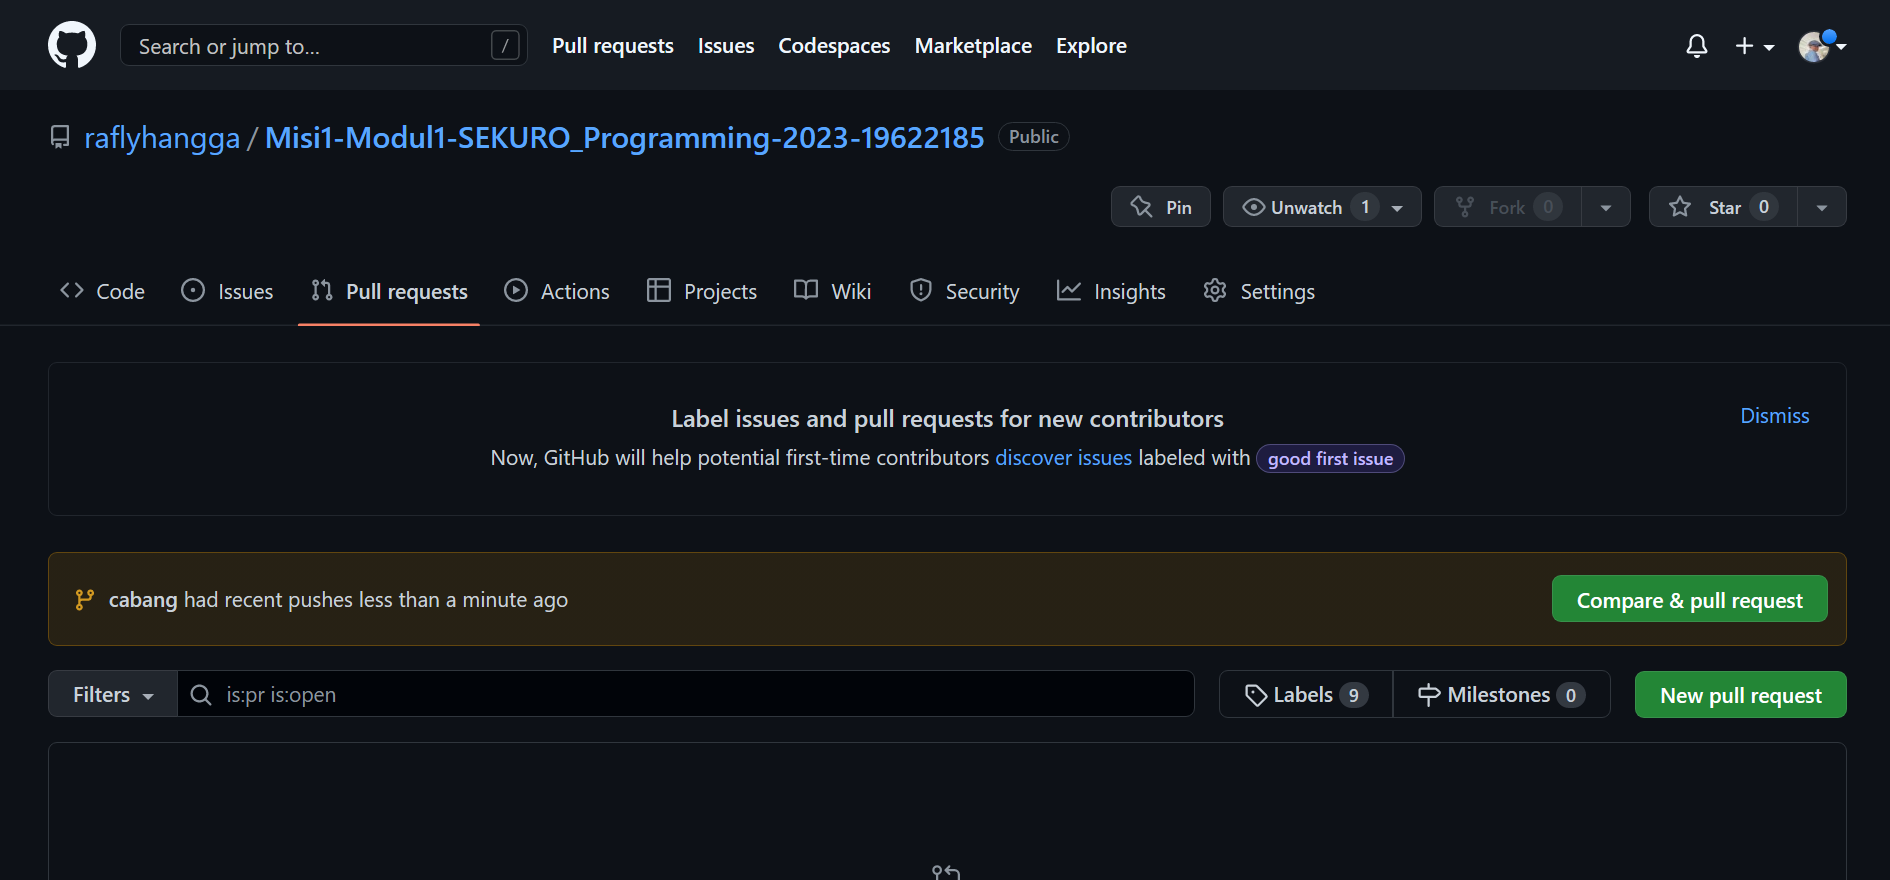 Search or jump to... / Pull requests Issues Codespaces Marketplace Explore
raflyhangga / Misi1-Modul1-SEKURO_Programming-2023-19622185 Public
Pin Unwatch 1 Fork 0 Star 0
Code Issues Pull requests Actions Projects Wiki Security Insights Settings
Label issues and pull requests for new contributors Dismiss
Now, GitHub will help potential first-time contributors discover issues labeled with good first issue
cabang had recent pushes less than a minute ago Compare & pull request
Filters is:pr is:open Labels 9 Milestones 0 New pull request